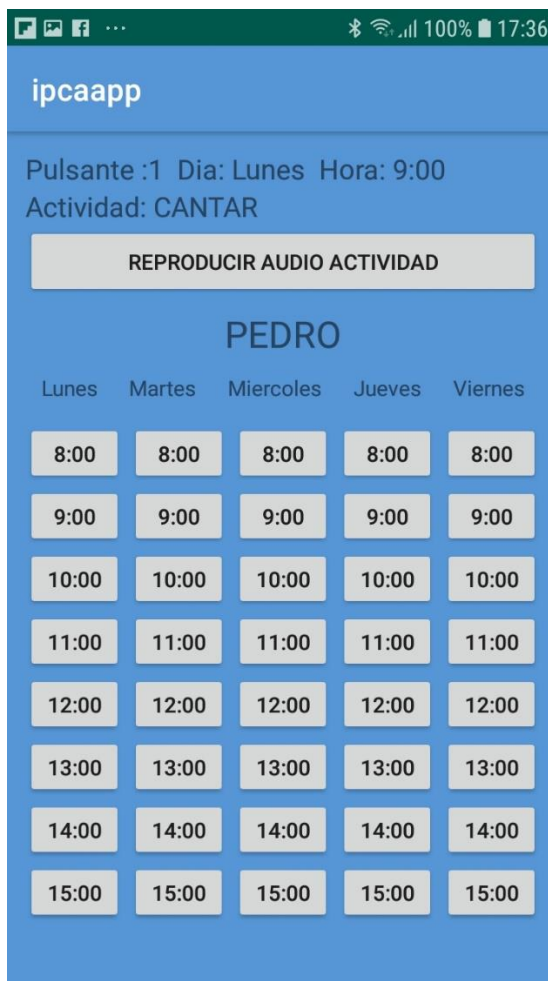 100% 17:36
ipcaapp
Pulsante :1 Dia: Lunes Hora: 9:00
Actividad: CANTAR
REPRODUCIR AUDIO ACTIVIDAD
PEDRO
Lunes Martes Miercoles Jueves Viernes
8:00 8:00 8:00 8:00 8:00
9:00 9:00 9:00 9:00 9:00
10:00 10:00 10:00 10:00 10:00
11:00 11:00 11:00 11:00 11:00
12:00 12:00 12:00 12:00 12:00
13:00 13:00 13:00 13:00 13:00
14:00 14:00 14:00 14:00 14:00
15:00 15:00 15:00 15:00 15:00